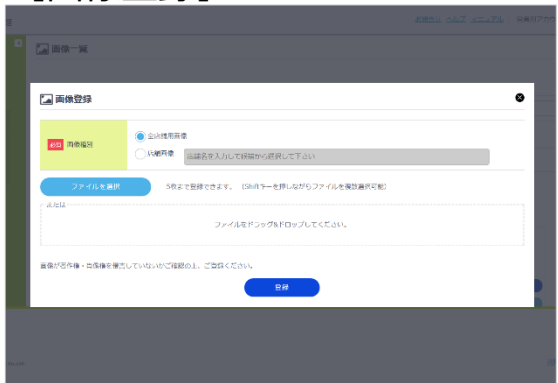 お知らせ ヘルプ マニュアル
画像一覧
画像登録
必須 画像種別
全店舗用画像
店舗画像 店舗名を入力して候補から選択して下さい
ファイルを選択 5枚まで登録できます。 (Shiftキーを押しながらファイルを複数選択可能)
または
ファイルをドラッグ&ドロップしてください。
画像が著作権・肖像権を侵害していないかご確認の上、ご登録ください。
登録